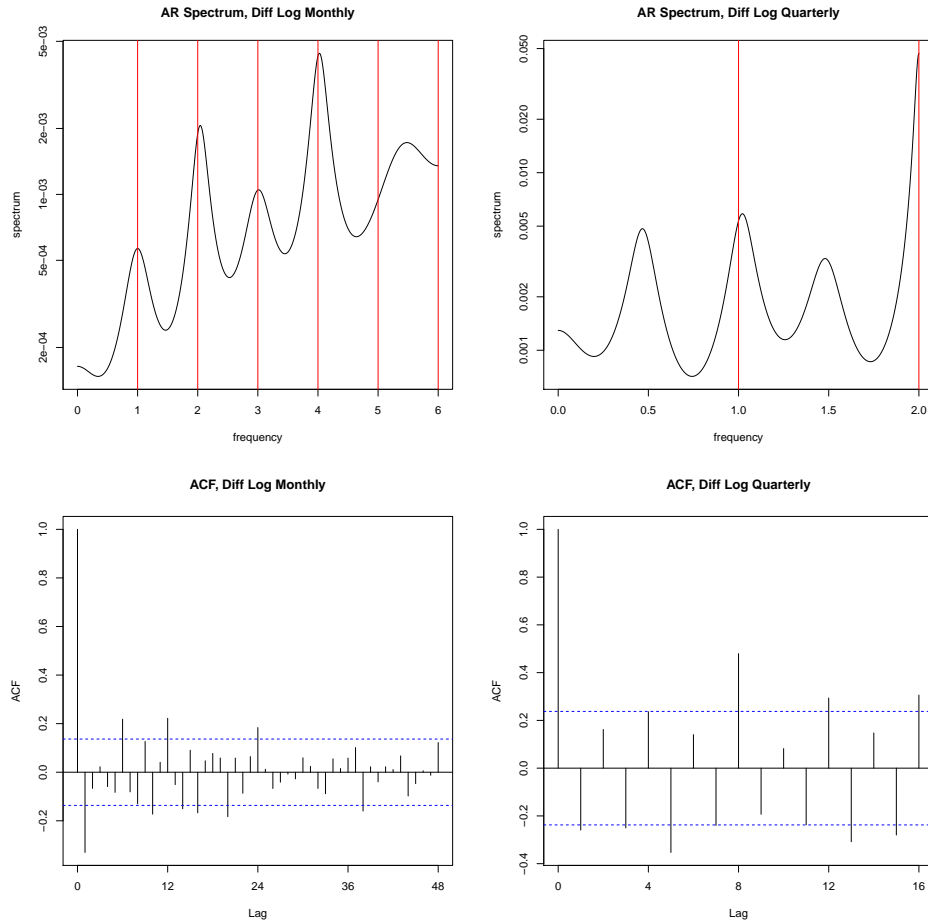 AR Spectrum, Diff Log Monthly
spectrum
2e-04 5e-04 1e-03 2e-03 5e-03
0 1 2 3 4 5 6
frequency
AR Spectrum, Diff Log Quarterly
spectrum
0.001 0.002 0.005 0.010 0.020 0.050
0.0 0.5 1.0 1.5 2.0
frequency
ACF, Diff Log Monthly
ACF
−0.2 0.0 0.2 0.4 0.6 0.8 1.0
0 12 24 36 48
Lag
ACF, Diff Log Quarterly
ACF
−0.4 −0.2 0.0 0.2 0.4 0.6 0.8 1.0
0 4 8 12 16
Lag